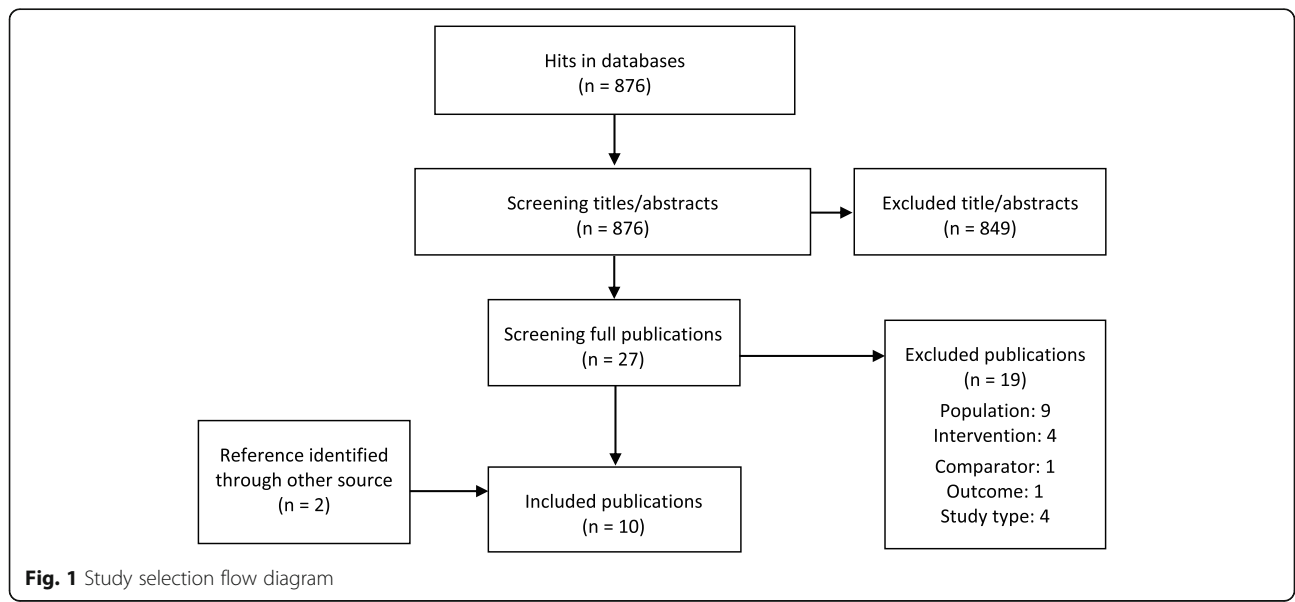 Hits in databases
(n = 876)
Screening titles/abstracts
(n = 876)
Excluded title/abstracts
(n = 849)
Screening full publications
(n = 27)
Excluded publications
(n = 19)
Population: 9
Intervention: 4
Comparator: 1
Outcome: 1
Study type: 4
Reference identified
through other source
(n = 2)
Included publications
(n = 10)
Fig. 1 Study selection flow diagram